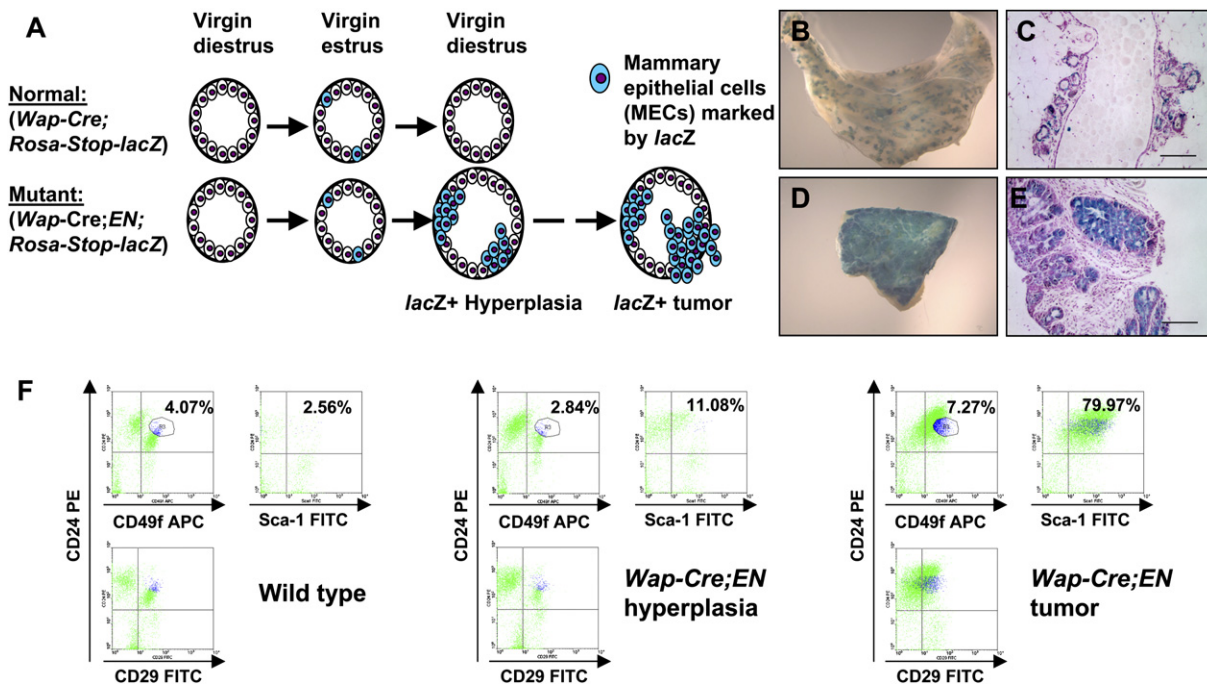 A
Virgin diestrus
Virgin estrus
Virgin diestrus
Normal:
(Wap-Cre;
Rosa-Stop-lacZ)
Mutant:
(Wap-Cre;EN;
Rosa-Stop-lacZ)
lacZ+ Hyperplasia
lacZ+ tumor
Mammary
epithelial cells
(MECs) marked
by lacZ
B
C
D
E
F
CD24 PE
4.07%
CD49f APC
2.56%
Sca-1 FITC
CD29 FITC
Wild type
CD24 PE
2.84%
CD49f APC
11.08%
Sca-1 FITC
CD29 FITC
Wap-Cre;EN
hyperplasia
CD24 PE
7.27%
CD49f APC
79.97%
Sca-1 FITC
CD29 FITC
Wap-Cre;EN
tumor